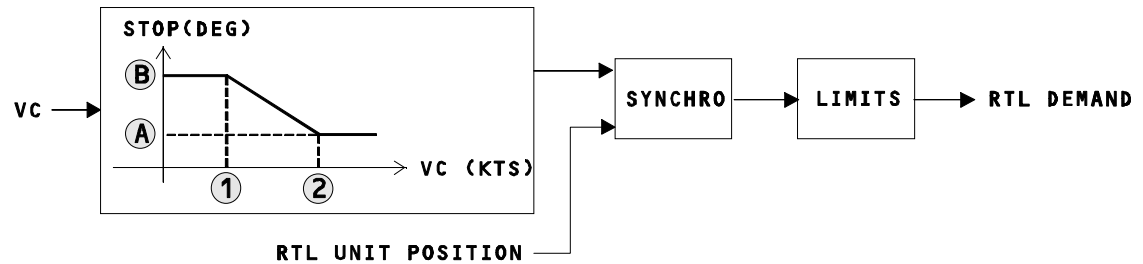 STOP(DEG)
B
VC
A
SYNCHRO
LIMITS
RTL DEMAND
VC (KTS)
1
2
RTL UNIT POSITION